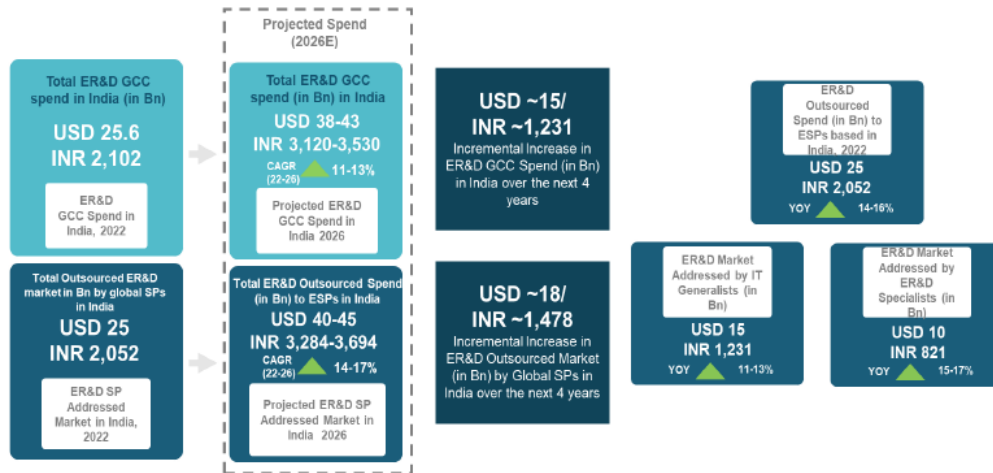 Projected Spend
(2026E)
Total ER&D GCC
spend in India (in Bn)
USD 25.6
INR 2,102
ER&D
GCC Spend in
India, 2022
Total ER&D GCC
spend (in Bn) in India
USD 38-43
INR 3,120-3,530
CAGR
(22-26)
11-13%
Projected ER&D
GCC Spend in
India 2026
USD ~15/
INR ~1,231
Incremental Increase in
ER&D GCC Spend (in Bn)
in India over the next 4
years
Total Outsourced ER&D
market in Bn by global SPs
in India
USD 25
INR 2,052
ER&D SP
Addressed
Market in India,
2022
Total ER&D Outsourced Spend
(in Bn) to ESPs in India
USD 40-45
INR 3,284-3,694
CAGR
(22-26)
14-17%
Projected ER&D SP
Addressed Market in
India 2026
USD ~18/
INR ~1,478
Incremental Increase in
ER&D Outsourced Market
(in Bn) by Global SPs in
India over the next 4 years
ER&D
Outsourced
Spend (in Bn) to
ESPs based in
India, 2022
USD 25
INR 2,052
YOY 14-16%
ER&D Market
Addressed by IT
Generalists (in
Bn)
USD 15
INR 1,231
YOY 11-13%
ER&D Market
Addressed by
ER&D
Specialists (in
Bn)
USD 10
INR 821
YOY 15-17%